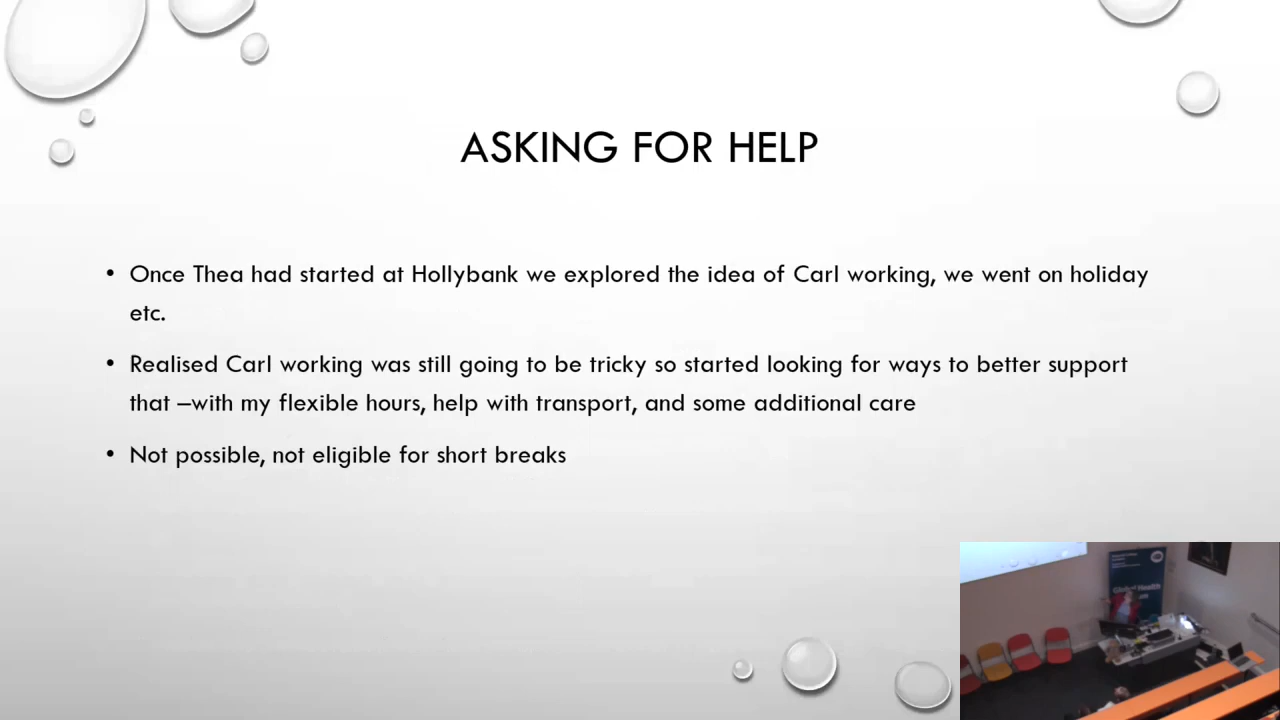 ASKING FOR HELP
• Once Thea had started at Hollybank we explored the idea of Carl working, we went on holiday
etc.
• Realised Carl working was still going to be tricky so started looking for ways to better support
that –with my flexible hours, help with transport, and some additional care
• Not possible, not eligible for short breaks
Global Health